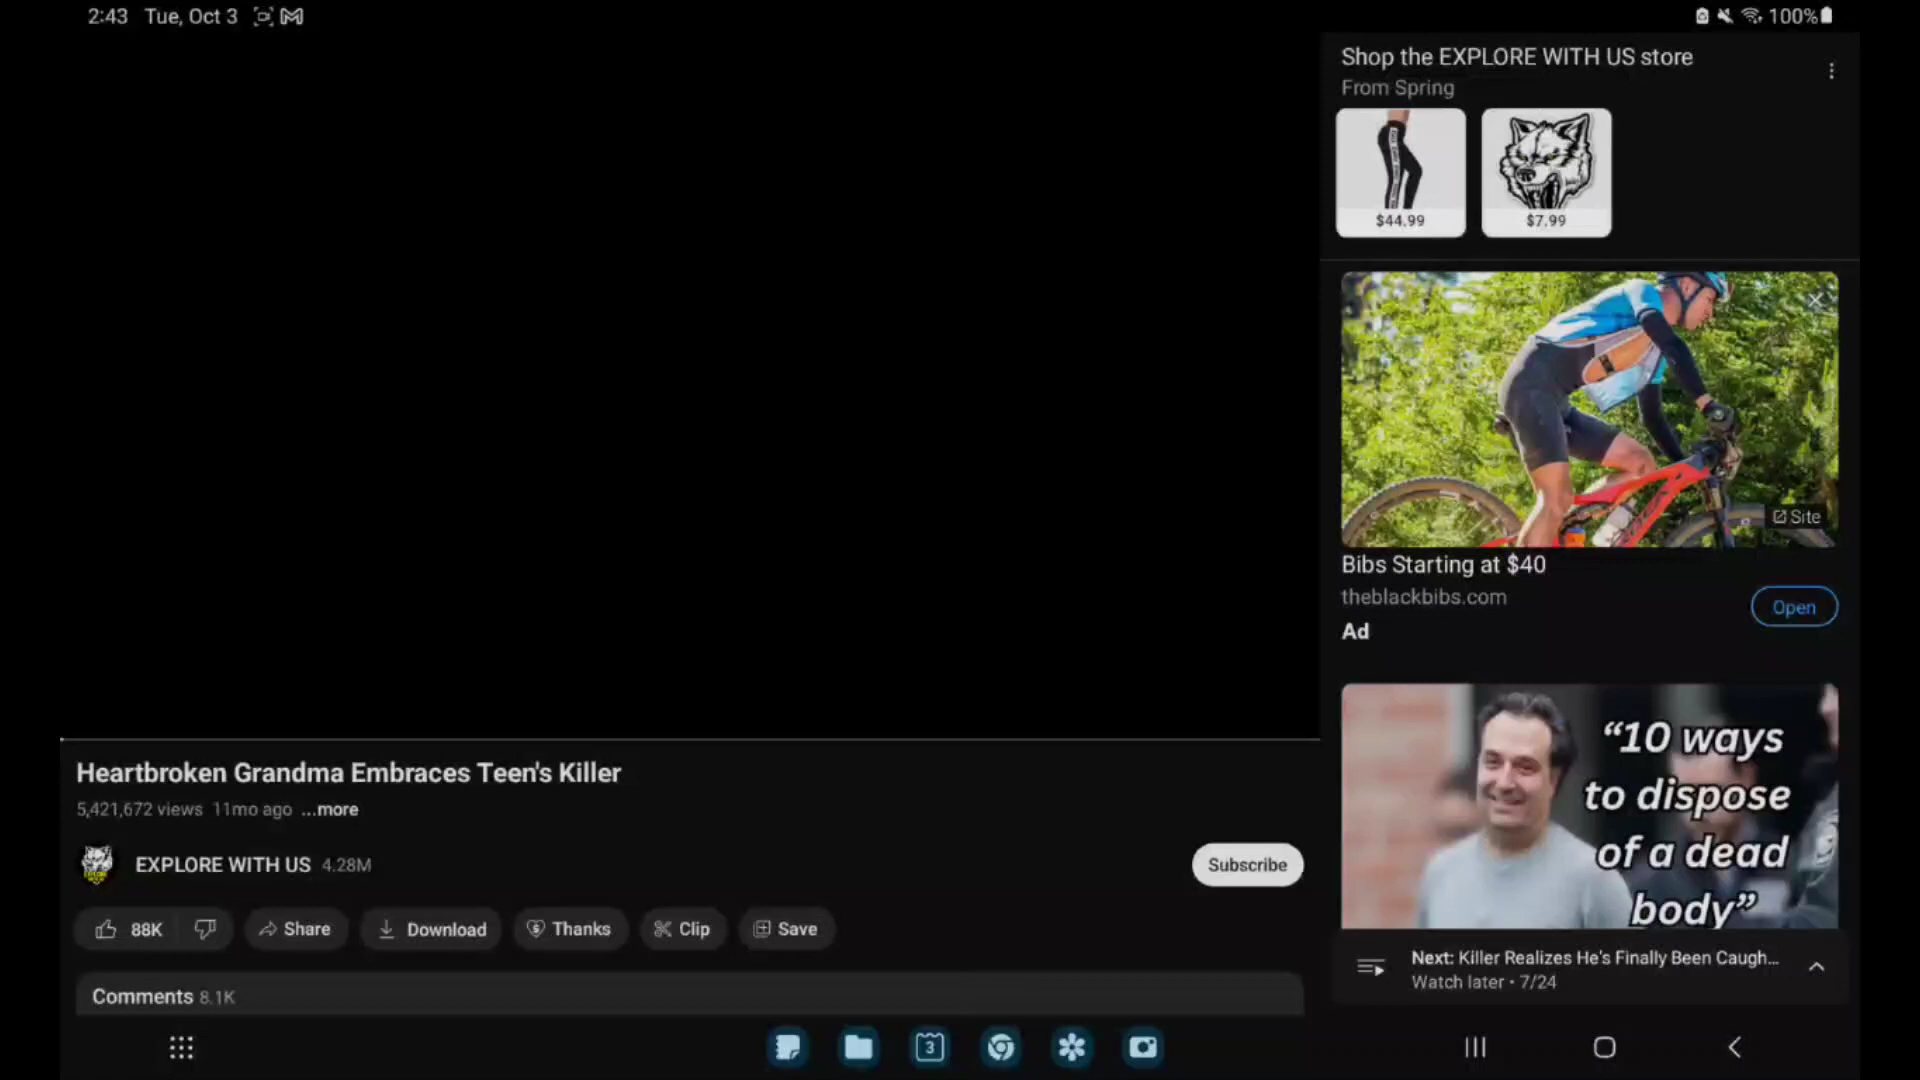 2:43 Tue, Oct 3
100%
Shop the EXPLORE WITH US store
From Spring
$44.99
$7.99
Site
Bibs Starting at $40
theblackbibs.com
Open
Ad
“10 ways
to dispose
of a dead
body”
Heartbroken Grandma Embraces Teen's Killer
5,421,672 views 11mo ago ...more
EXPLORE WITH US 4.28M
Subscribe
88K
Share
Download
Thanks
Clip
Save
Next: Killer Realizes He's Finally Been Caugh...
Watch later • 7/24
Comments 8.1K
3